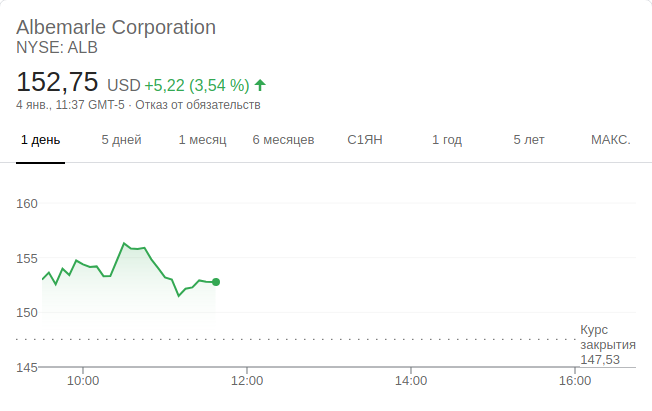 Albemarle Corporation
NYSE: ALB
152,75 USD +5,22 (3,54 %)
4 янв., 11:37 GMT-5 · Отказ от обязательств
1 день 5 дней 1 месяц 6 месяцев С1ЯН 1 год 5 лет МАКС.
160
155
150
Курс
закрытия
147,53
145
10:00 12:00 14:00 16:00